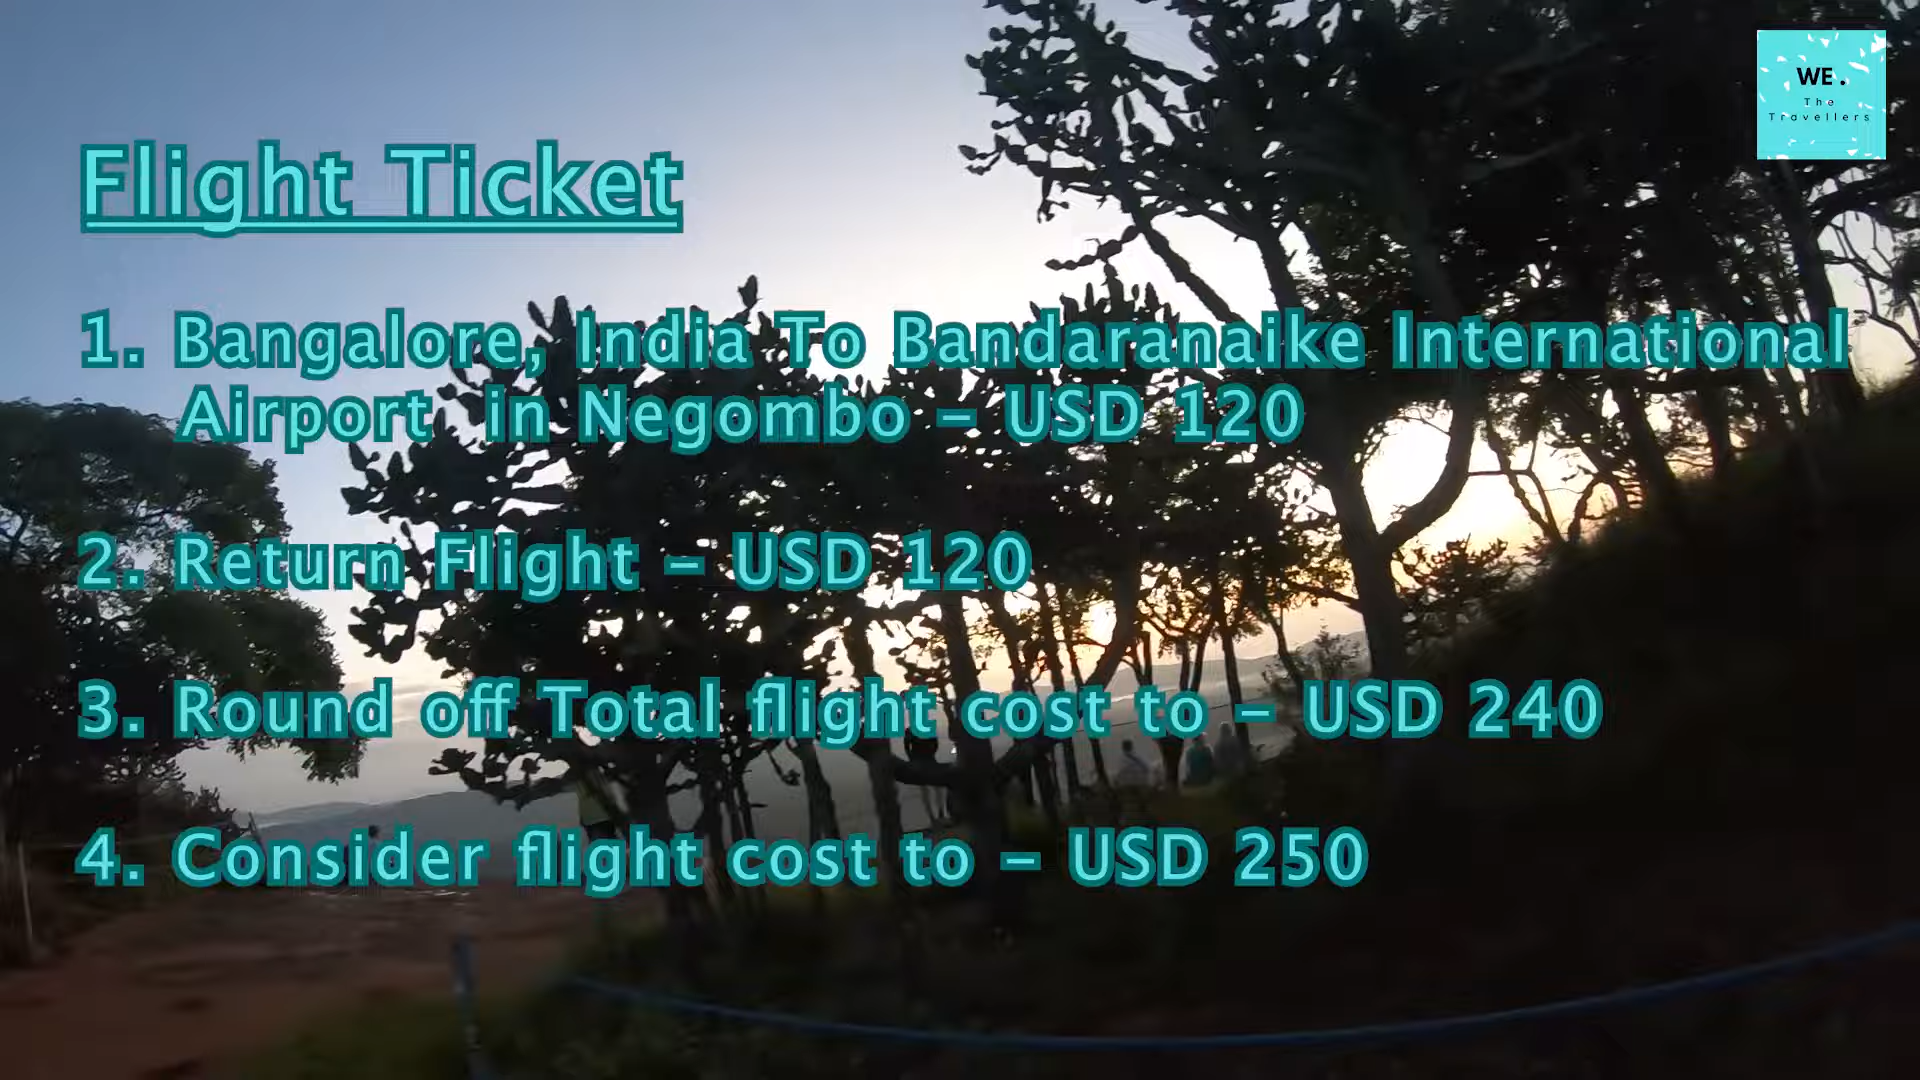 WE .
The
Travellers
Flight Ticket
1. Bangalore, India To Bandaranaike International
Airport in Negombo – USD 120
2. Return Flight – USD 120
3. Round off Total flight cost to – USD 240
4. Consider flight cost to – USD 250